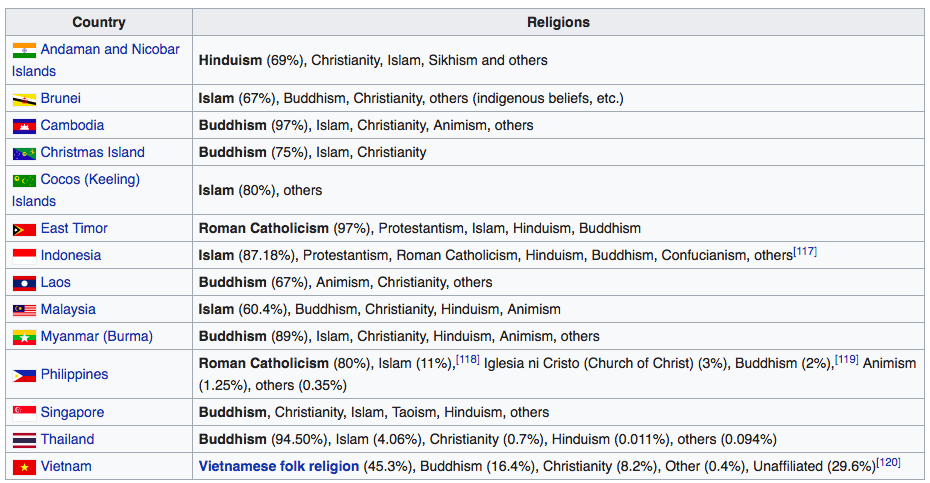 Country Religions
Andaman and Nicobar
Islands
Hinduism (69%), Christianity, Islam, Sikhism and others
Brunei Islam (67%), Buddhism, Christianity, others (indigenous beliefs, etc.)
Cambodia Buddhism (97%), Islam, Christianity, Animism, others
Christmas Island Buddhism (75%), Islam, Christianity
Cocos (Keeling)
Islands
Islam (80%), others
East Timor Roman Catholicism (97%), Protestantism, Islam, Hinduism, Buddhism
Indonesia Islam (87.18%), Protestantism, Roman Catholicism, Hinduism, Buddhism, Confucianism, others[117]
Laos Buddhism (67%), Animism, Christianity, others
Malaysia Islam (60.4%), Buddhism, Christianity, Hinduism, Animism
Myanmar (Burma) Buddhism (89%), Islam, Christianity, Hinduism, Animism, others
Philippines
Roman Catholicism (80%), Islam (11%),[118] Iglesia ni Cristo (Church of Christ) (3%), Buddhism (2%),[119] Animism
(1.25%), others (0.35%)
Singapore Buddhism, Christianity, Islam, Taoism, Hinduism, others
Thailand Buddhism (94.50%), Islam (4.06%), Christianity (0.7%), Hinduism (0.011%), others (0.094%)
Vietnam Vietnamese folk religion (45.3%), Buddhism (16.4%), Christianity (8.2%), Other (0.4%), Unaffiliated (29.6%)[120]